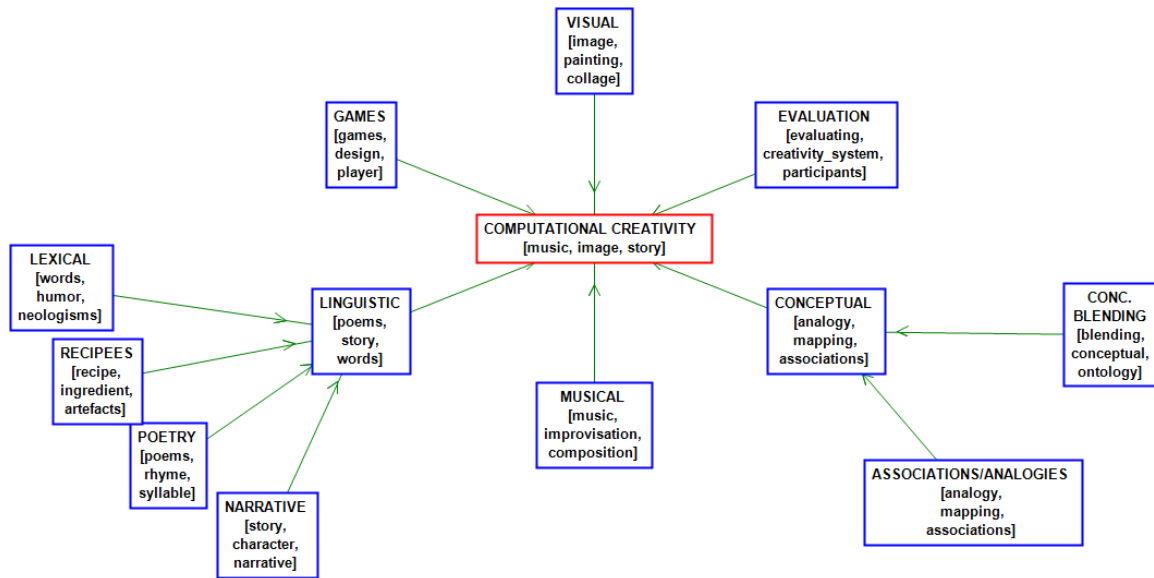 VISUAL
[image,
painting,
collage]
GAMES
[games,
design,
player]
EVALUATION
[evaluating,
creativity_system,
participants]
COMPUTATIONAL CREATIVITY
[music, image, story]
LEXICAL
[words,
humor,
neologisms]
LINGUISTIC
[poems,
story,
words]
CONCEPTUAL
[analogy,
mapping,
associations]
CONC.
BLENDING
[blending,
conceptual,
ontology]
RECIPEES
[recipe,
ingredient,
artefacts]
MUSICAL
[music,
improvisation,
composition]
POETRY
[poems,
rhyme,
syllable]
ASSOCIATIONS/ANALOGIES
[analogy,
mapping,
associations]
NARRATIVE
[story,
character,
narrative]